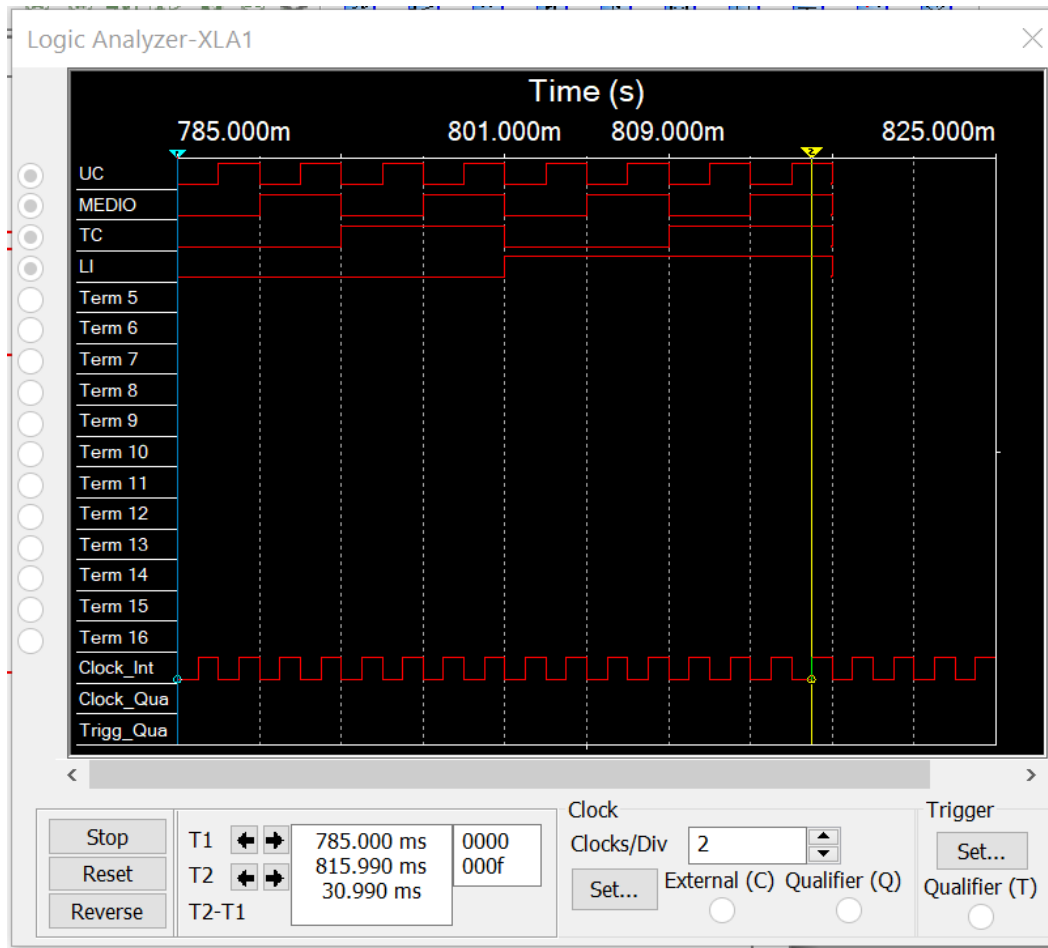 Logic Analyzer-XLA1
Time (s)
785.000m 801.000m 809.000m 825.000m
UC
MEDIO
TC
LI
Term 5
Term 6
Term 7
Term 8
Term 9
Term 10
Term 11
Term 12
Term 13
Term 14
Term 15
Term 16
Clock_Int
Clock_Qua
Trigg_Qua
Stop
Reset
Reverse
T1 785.000 ms 0000
T2 815.990 ms 000f
T2-T1 30.990 ms
Clock
Clocks/Div 2
Set... External (C) Qualifier (Q)
Trigger
Set...
Qualifier (T)